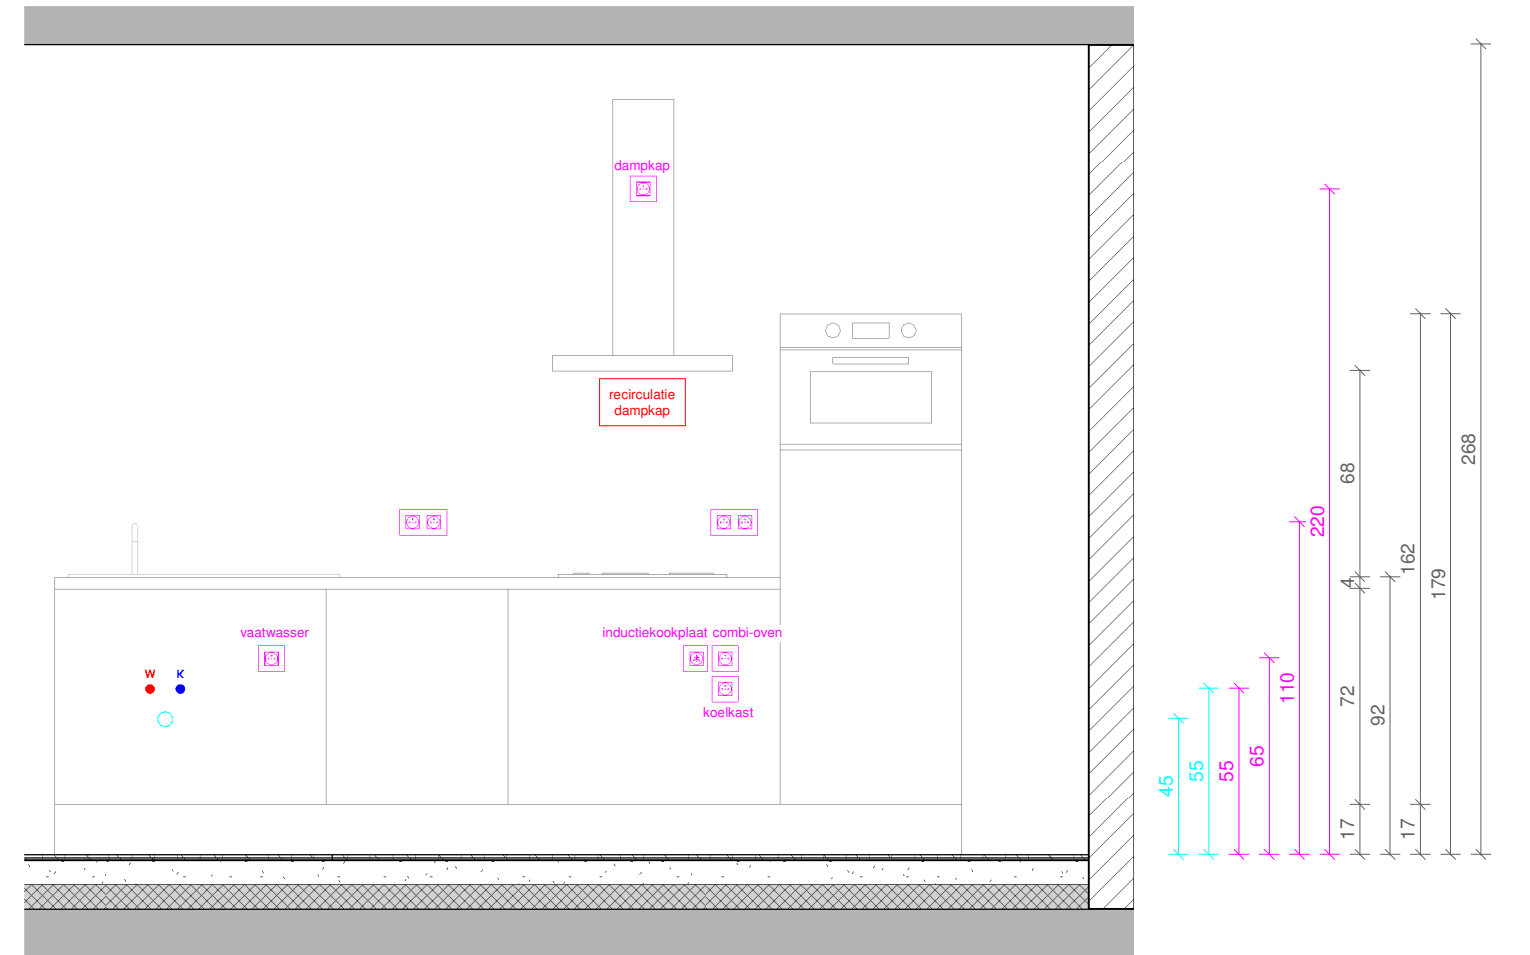 dampkap
recirculatie
dampkap
vaatwasser
inductiekookplaat combi-oven
W K
koelkast
45
55
55
65
110
220
68
4
72
17
92
162
17
179
268